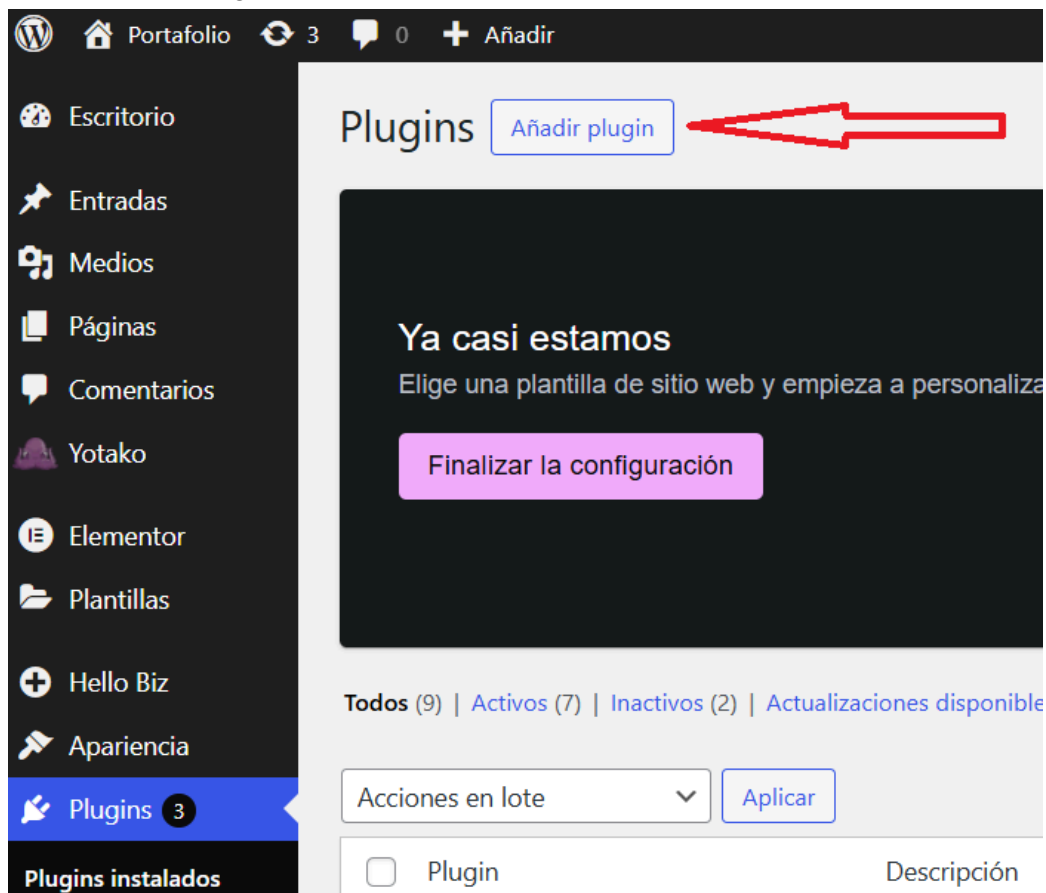 Portafolio 3 0 Añadir
Escritorio
Entradas
Medios
Páginas
Comentarios
Yotako
Elementor
Plantillas
Hello Biz
Apariencia
Plugins 3
Plugins instalados
Plugins Añadir plugin
Ya casi estamos
Elige una plantilla de sitio web y empieza a personaliza
Finalizar la configuración
Todos (9) | Activos (7) | Inactivos (2) | Actualizaciones disponible
Acciones en lote Aplicar
Plugin Descripción